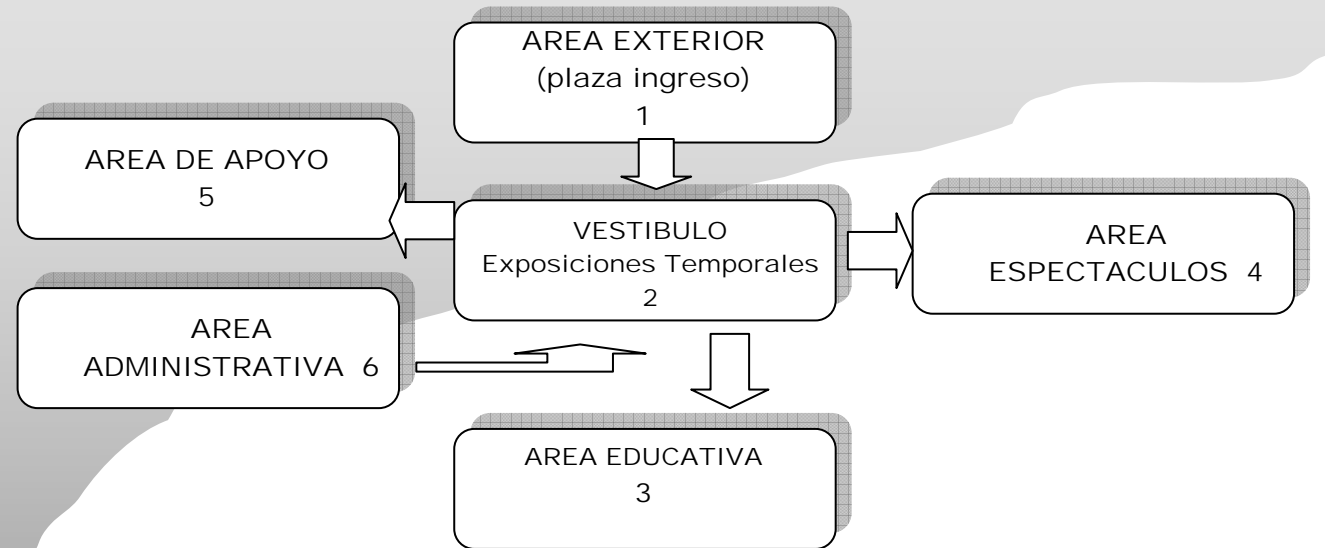 AREA EXTERIOR
(plaza ingreso)
1
AREA DE APOYO
5
VESTIBULO
Exposiciones Temporales
2
AREA
ESPECTACULOS 4
AREA
ADMINISTRATIVA 6
AREA EDUCATIVA
3